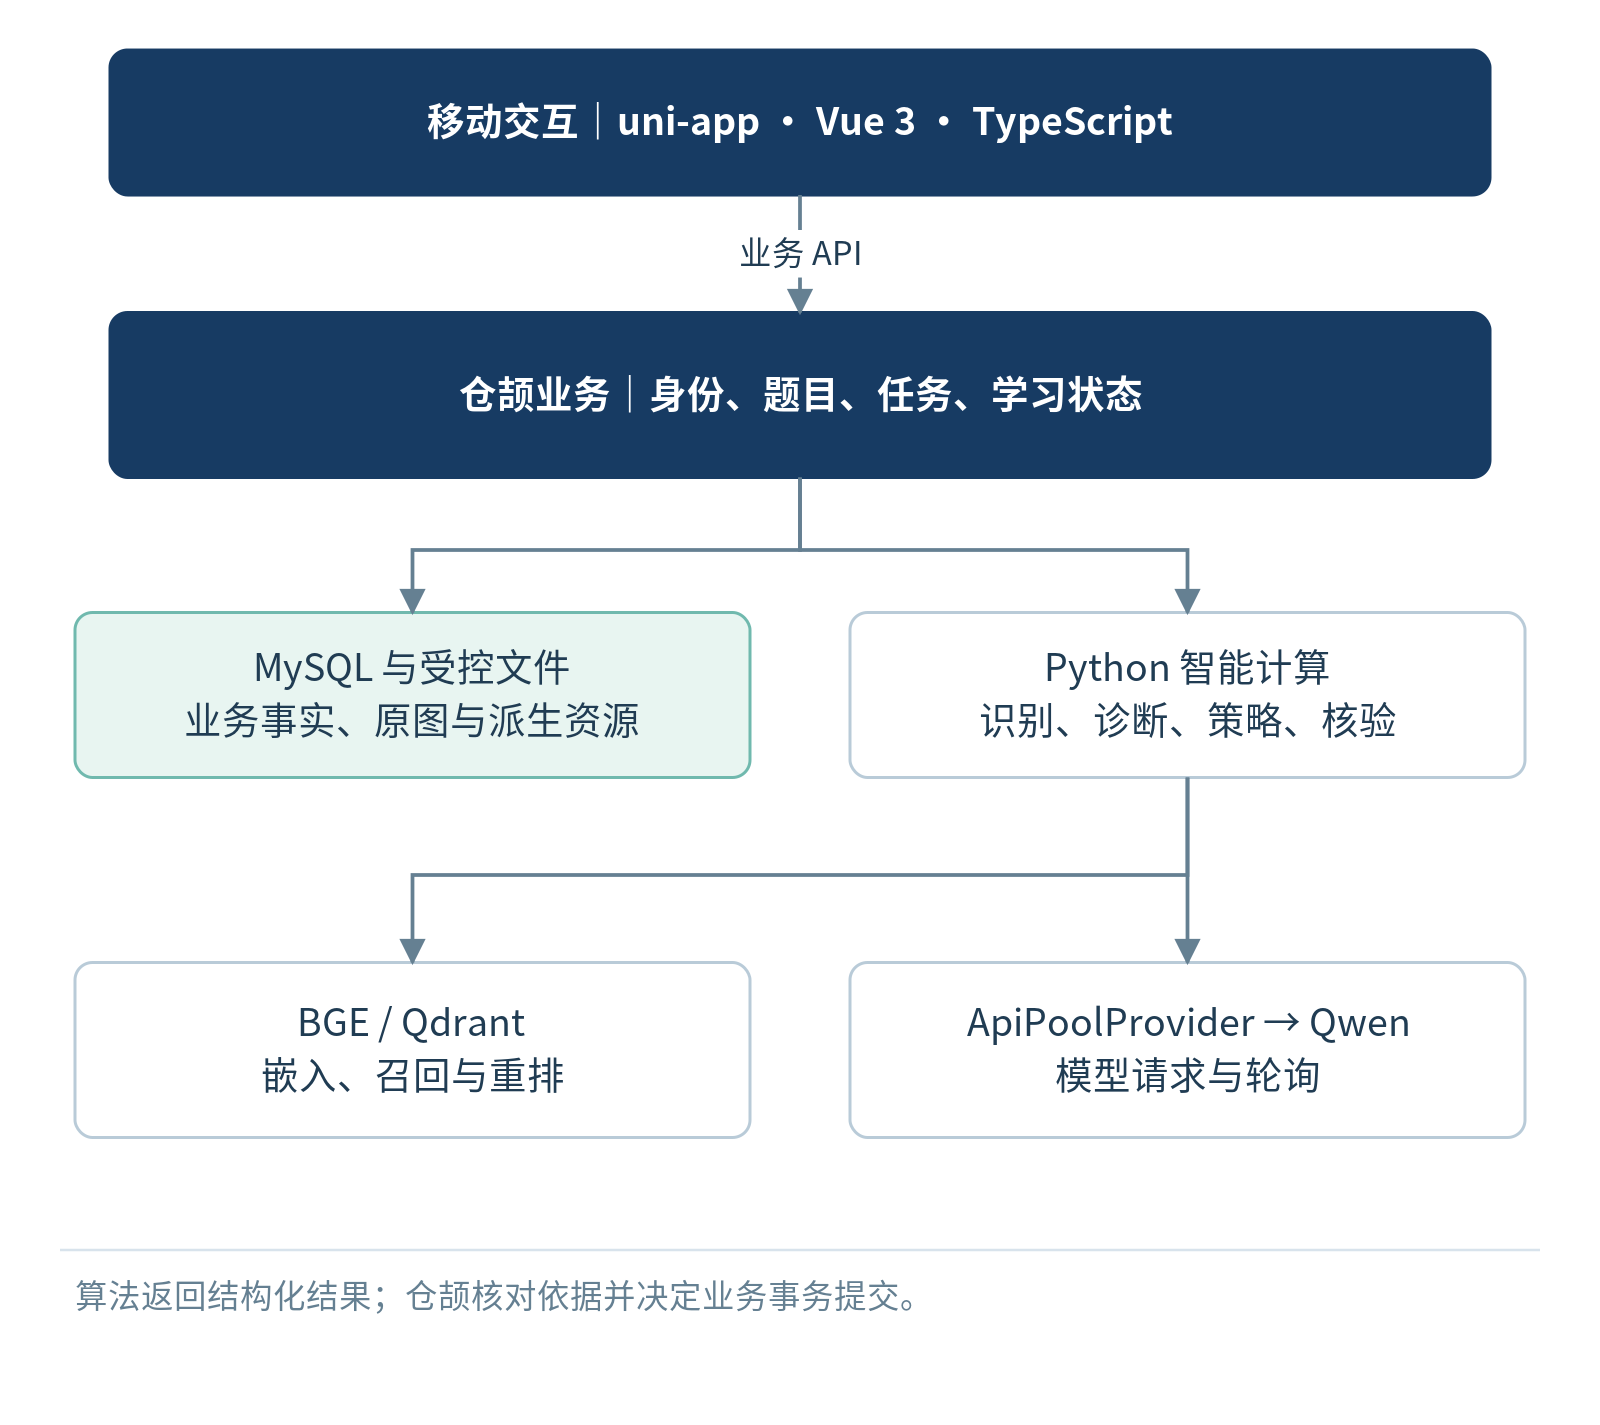 移动交互｜uni-app • Vue 3 • TypeScript
业务 API
仓颉业务｜身份、题目、任务、学习状态
MySQL 与受控文件
业务事实、原图与派生资源
Python 智能计算
识别、诊断、策略、核验
BGE / Qdrant
嵌入、召回与重排
ApiPoolProvider → Qwen
模型请求与轮询
算法返回结构化结果；仓颉核对依据并决定业务事务提交。